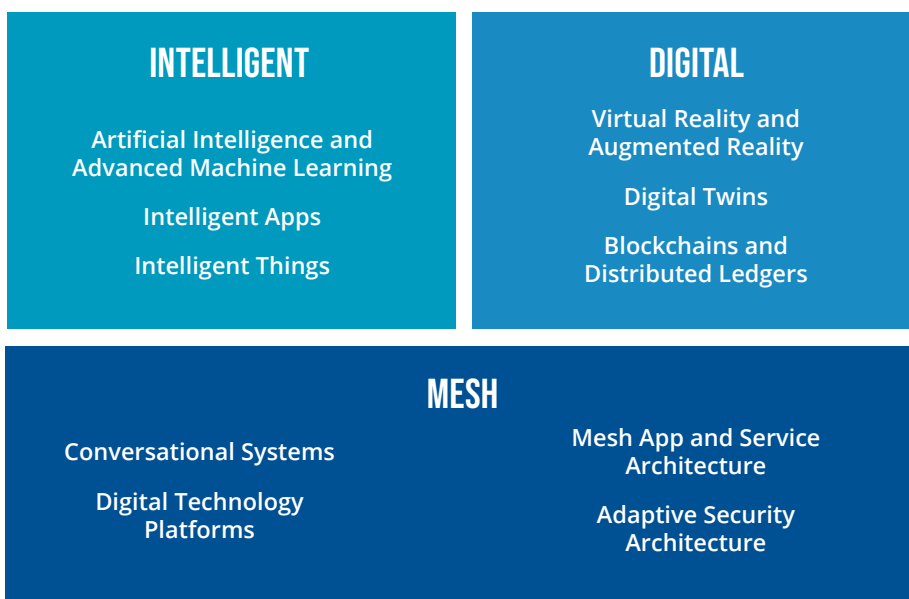 INTELLIGENT
Artificial Intelligence and
Advanced Machine Learning
Intelligent Apps
Intelligent Things
DIGITAL
Virtual Reality and
Augmented Reality
Digital Twins
Blockchains and
Distributed Ledgers
MESH
Conversational Systems
Digital Technology
Platforms
Mesh App and Service
Architecture
Adaptive Security
Architecture